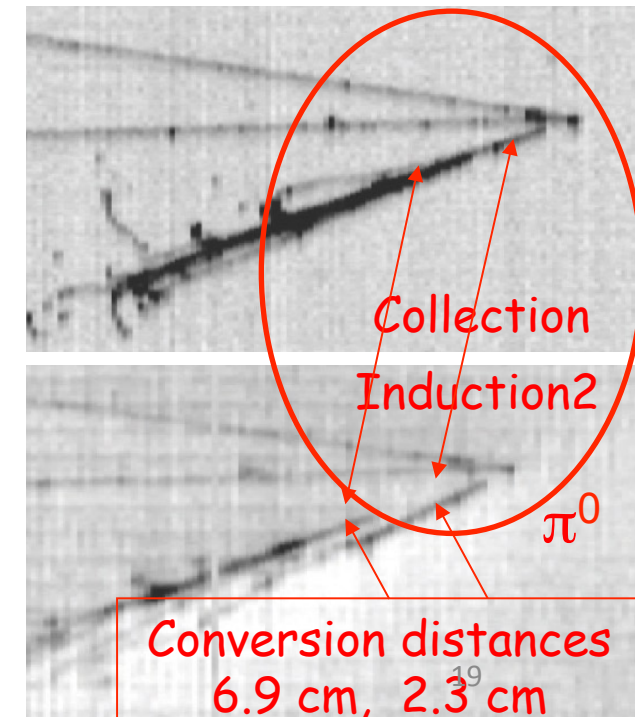 Collection
Induction2
π⁰
Conversion distances
6.9 cm, 2.3 cm
19